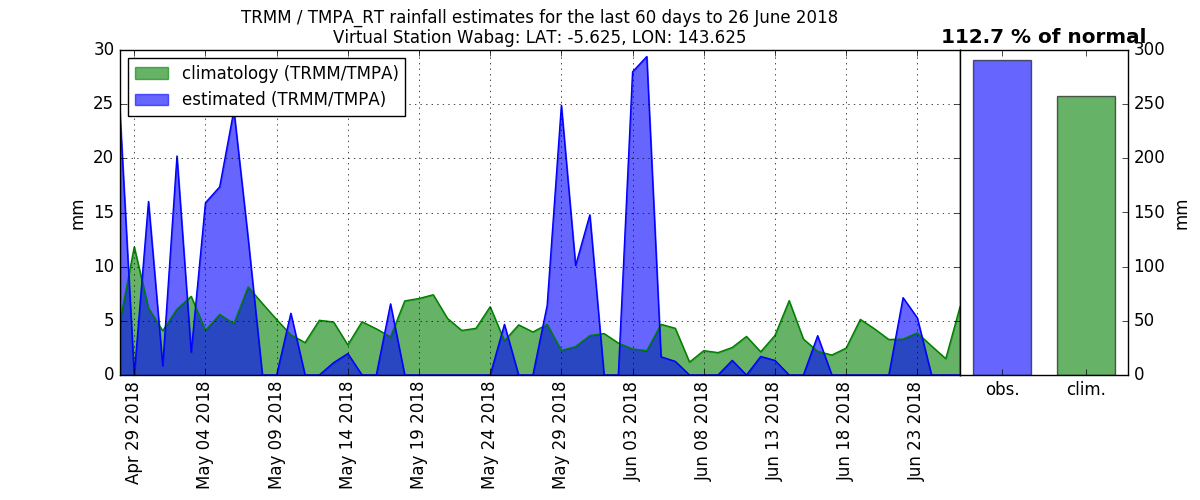 TRMM / TMPA_RT rainfall estimates for the last 60 days to 26 June 2018
Virtual Station Wabag: LAT: -5.625, LON: 143.625
112.7 % of normal
climatology (TRMM/TMPA)
estimated (TRMM/TMPA)
30
25
20
15
10
5
0
mm
300
250
200
150
100
50
0
mm
obs.
clim.
Apr 29 2018
May 04 2018
May 09 2018
May 14 2018
May 19 2018
May 24 2018
May 29 2018
Jun 03 2018
Jun 08 2018
Jun 13 2018
Jun 18 2018
Jun 23 2018